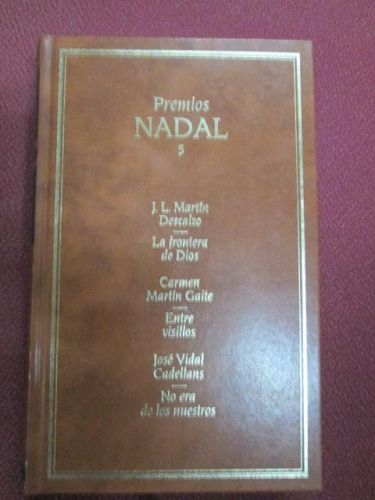 Premios
NADAL
5
J. L. Martín
Descalzo
La frontera
de Dios
Carmen
Martín Gaite
Entre
visillos
José Vidal
Cadellans
No era
de los nuestros